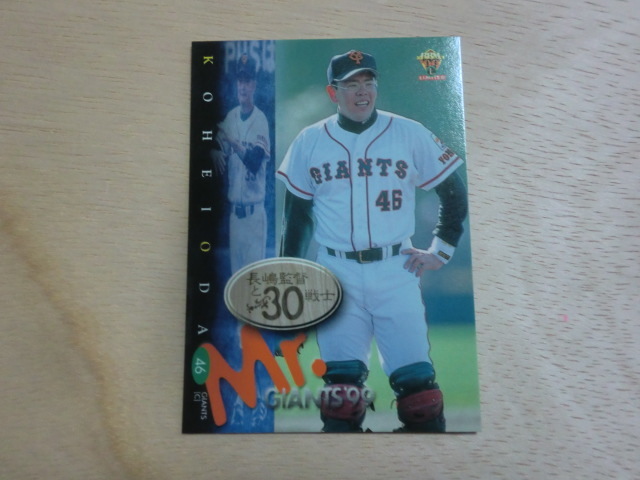 KOHEI ODA
46
GIANTS
[C]
GIANTS
46
長嶋監督
と
30戦士
Mr.
GIANTS'99